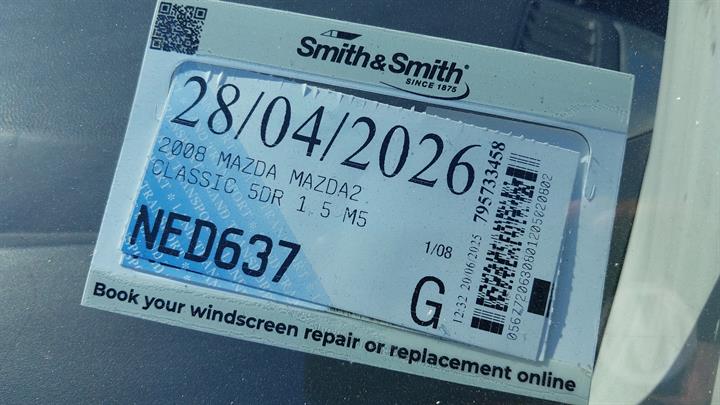 Smith&Smith®
SINCE 1875
28/04/2026
2008 MAZDA MAZDA2
CLASSIC 5DR 1.5 M5
NED637
1/08
G
12:32 20/06/2025 795733458
Book your windscreen repair or replacement online